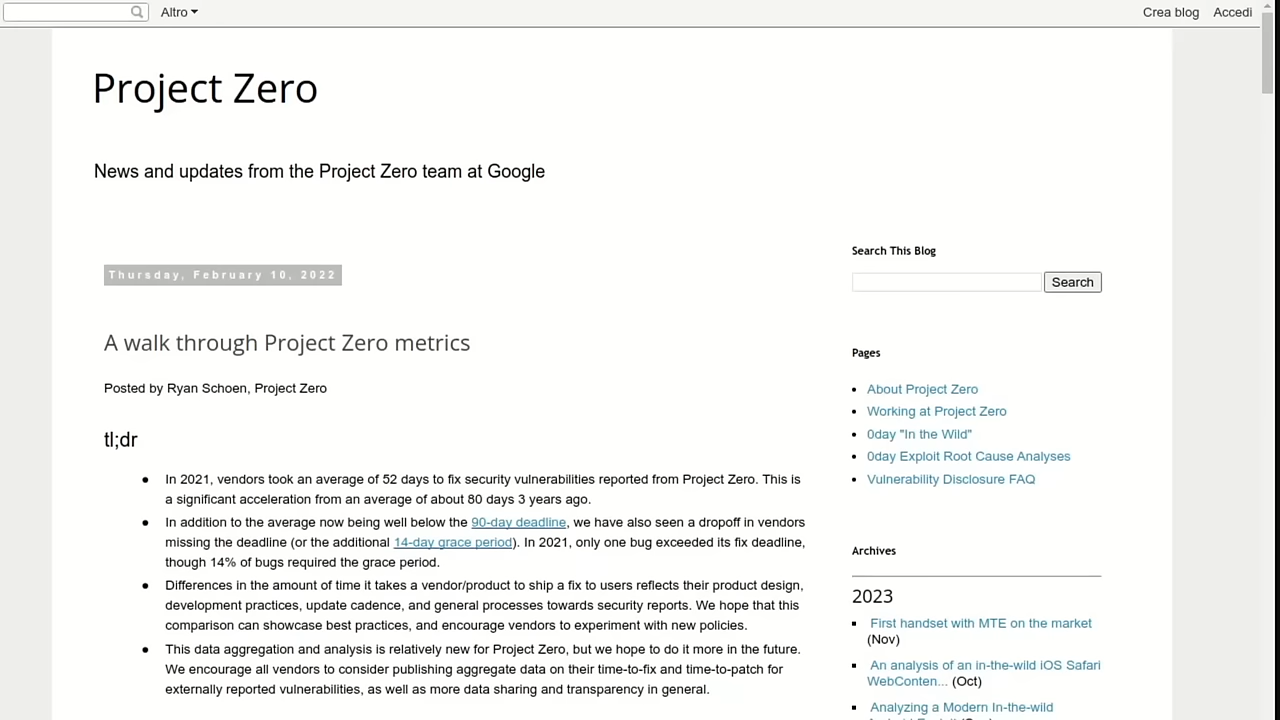 Altro
Crea blog Accedi
Project Zero
News and updates from the Project Zero team at Google
Thursday, February 10, 2022
A walk through Project Zero metrics
Posted by Ryan Schoen, Project Zero
tl;dr
● In 2021, vendors took an average of 52 days to fix security vulnerabilities reported from Project Zero. This is
a significant acceleration from an average of about 80 days 3 years ago.
● In addition to the average now being well below the 90-day deadline, we have also seen a dropoff in vendors
missing the deadline (or the additional 14-day grace period). In 2021, only one bug exceeded its fix deadline,
though 14% of bugs required the grace period.
● Differences in the amount of time it takes a vendor/product to ship a fix to users reflects their product design,
development practices, update cadence, and general processes towards security reports. We hope that this
comparison can showcase best practices, and encourage vendors to experiment with new policies.
● This data aggregation and analysis is relatively new for Project Zero, but we hope to do it more in the future.
We encourage all vendors to consider publishing aggregate data on their time-to-fix and time-to-patch for
externally reported vulnerabilities, as well as more data sharing and transparency in general.
Search This Blog
Search
Pages
• About Project Zero
• Working at Project Zero
• 0day "In the Wild"
• 0day Exploit Root Cause Analyses
• Vulnerability Disclosure FAQ
Archives
2023
▪ First handset with MTE on the market
(Nov)
▪ An analysis of an in-the-wild iOS Safari
WebConten... (Oct)
▪ Analyzing a Modern In-the-wild